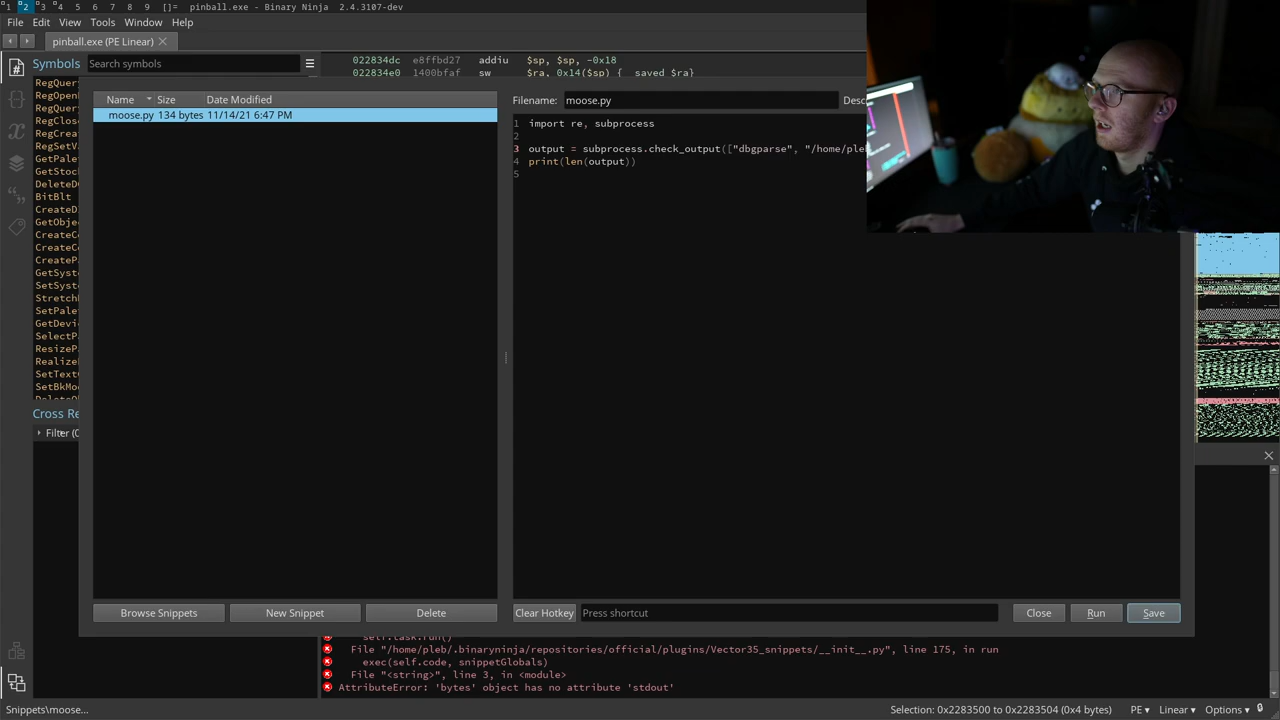 1 2 3 4 5 6 7 8 9 []= pinball.exe - Binary Ninja 2.4.3107-dev
File Edit View Tools Window Help
pinball.exe (PE Linear)
Symbols Search symbols
022834dc e8ffbd27 addiu $sp, $sp, -0x18
022834e0 1400bfaf sw $ra, 0x14($sp) { saved $ra}
RegQuer
RegOpen
RegQuer
RegClos
RegCrea
RegSetV
GetPale
GetStoc
DeleteD
BitBlt
CreateD
GetObje
CreateC
CreateC
CreateP
GetSyst
SetSyst
Stretch
SetPale
GetDevi
SelectP
ResizeP
Realize
SetText
SetBkMo
Name Size Date Modified
moose.py 134 bytes 11/14/21 6:47 PM
Filename: moose.py Desc
1 import re, subprocess
2
3 output = subprocess.check_output(["dbgparse", "/home/ple
4 print(len(output))
5
Cross Re
Filter (
Browse Snippets New Snippet Delete Clear Hotkey Press shortcut Close Run Save
self.task.run()
File "/home/pleb/.binaryninja/repositories/official/plugins/Vector35_snippets/__init__.py", line 175, in run
exec(self.code, snippetGlobals)
File "<string>", line 3, in <module>
AttributeError: 'bytes' object has no attribute 'stdout'
Snippets\moose... Selection: 0x2283500 to 0x2283504 (0x4 bytes) PE Linear Options